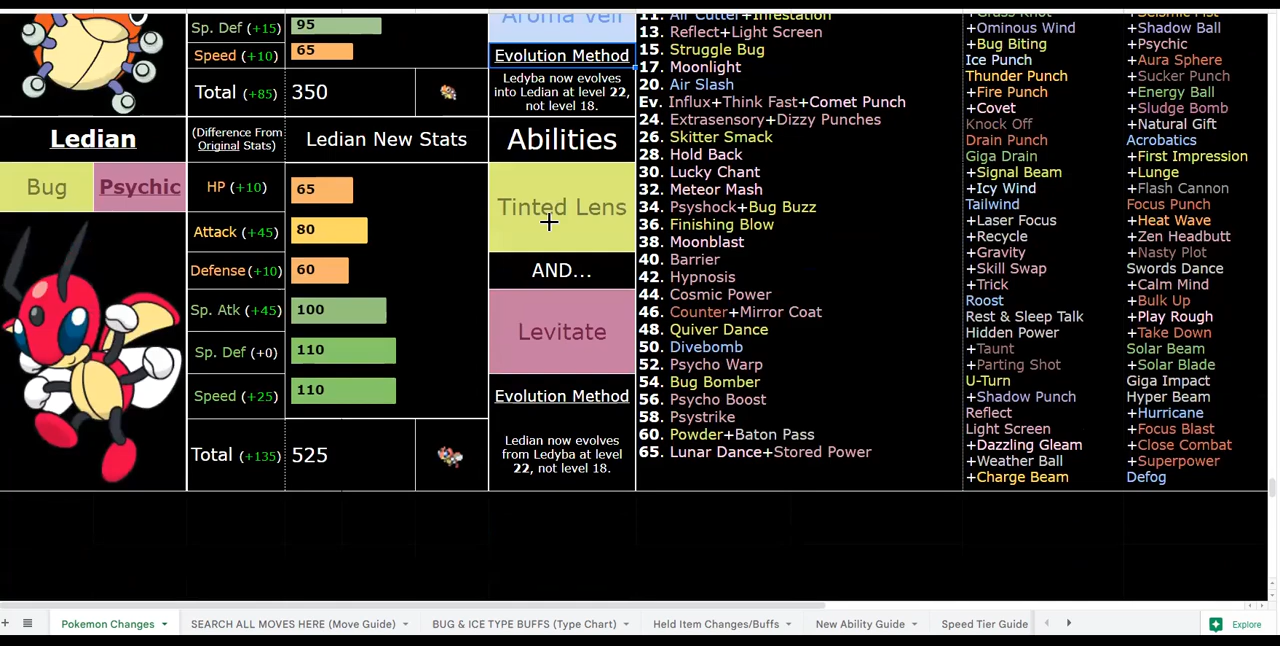 Sp. Def (+15) 95
Aroma Veil
Speed (+10) 65
Evolution Method
Total (+85) 350
Ledyba now evolves
into Ledian at level 22,
not level 18.
Ledian
(Difference From
Original Stats)
Ledian New Stats
Abilities
Bug Psychic
HP (+10) 65
Attack (+45) 80
Defense (+10) 60
Sp. Atk (+45) 100
Sp. Def (+0) 110
Speed (+25) 110
Total (+135) 525
Tinted Lens
AND...
Levitate
Evolution Method
Ledian now evolves
from Ledyba at level
22, not level 18.
11. Air Cutter+Infestation
13. Reflect+Light Screen
15. Struggle Bug
17. Moonlight
20. Air Slash
Ev. Influx+Think Fast+Comet Punch
24. Extrasensory+Dizzy Punches
26. Skitter Smack
28. Hold Back
30. Lucky Chant
32. Meteor Mash
34. Psyshock+Bug Buzz
36. Finishing Blow
38. Moonblast
40. Barrier
42. Hypnosis
44. Cosmic Power
46. Counter+Mirror Coat
48. Quiver Dance
50. Divebomb
52. Psycho Warp
54. Bug Bomber
56. Psycho Boost
58. Psystrike
60. Powder+Baton Pass
65. Lunar Dance+Stored Power
+Grass Knot
+Ominous Wind
+Bug Biting
Ice Punch
Thunder Punch
+Fire Punch
+Covet
Knock Off
Drain Punch
Giga Drain
+Signal Beam
+Icy Wind
Tailwind
+Laser Focus
+Recycle
+Gravity
+Skill Swap
+Trick
Roost
Rest & Sleep Talk
Hidden Power
+Taunt
+Parting Shot
U-Turn
+Shadow Punch
Reflect
Light Screen
+Dazzling Gleam
+Weather Ball
+Charge Beam
+Seismic Fist
+Shadow Ball
+Psychic
+Aura Sphere
+Sucker Punch
+Energy Ball
+Sludge Bomb
+Natural Gift
Acrobatics
+First Impression
+Lunge
+Flash Cannon
Focus Punch
+Heat Wave
+Zen Headbutt
+Nasty Plot
Swords Dance
+Calm Mind
+Bulk Up
+Play Rough
+Take Down
Solar Beam
+Solar Blade
Giga Impact
Hyper Beam
+Hurricane
+Focus Blast
+Close Combat
+Superpower
Defog
Pokemon Changes
SEARCH ALL MOVES HERE (Move Guide)
BUG & ICE TYPE BUFFS (Type Chart)
Held Item Changes/Buffs
New Ability Guide
Speed Tier Guide
Explore